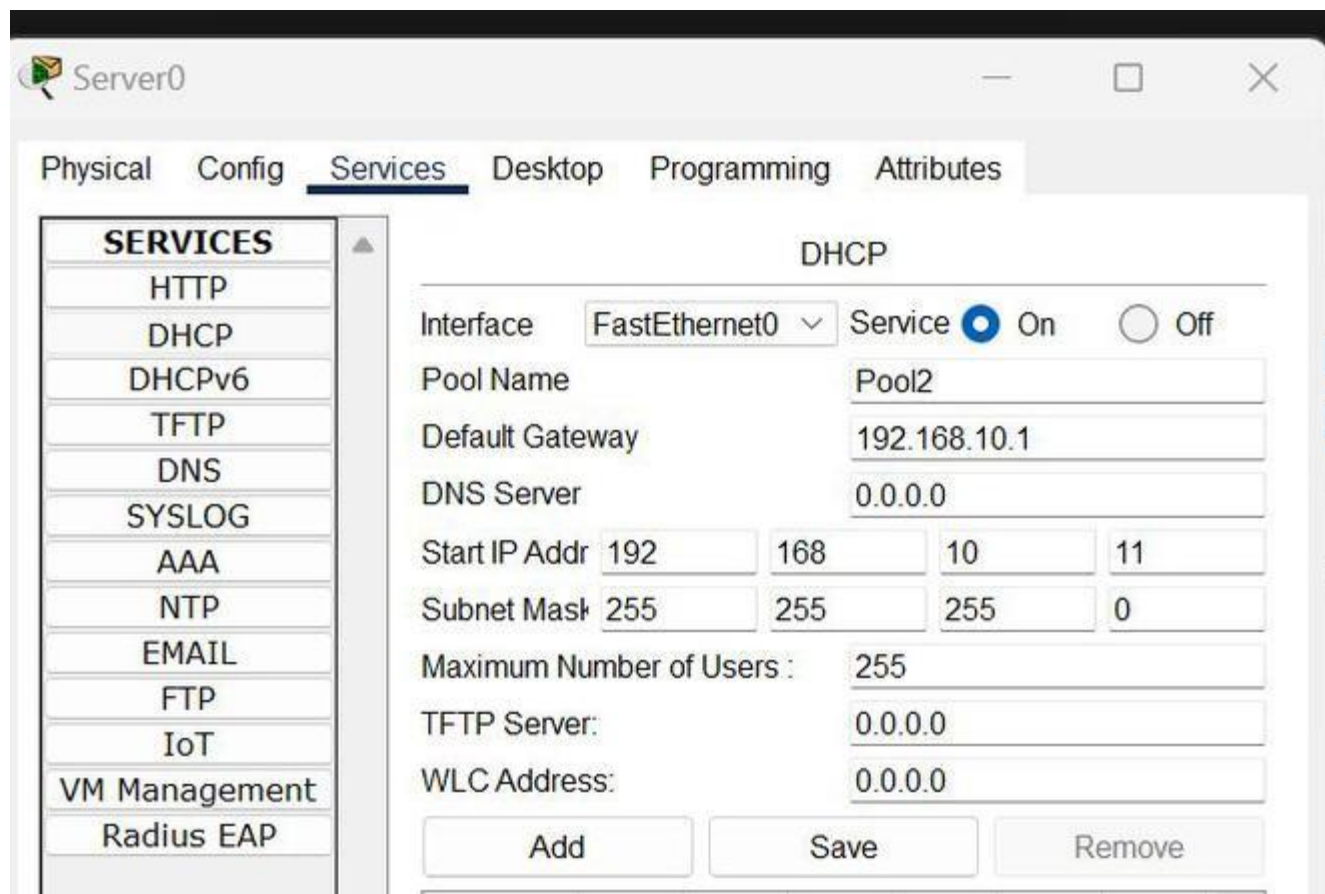 Server0
Physical Config Services Desktop Programming Attributes
SERVICES
HTTP
DHCP
DHCPv6
TFTP
DNS
SYSLOG
AAA
NTP
EMAIL
FTP
IoT
VM Management
Radius EAP
DHCP
Interface FastEthernet0 Service On Off
Pool Name Pool2
Default Gateway 192.168.10.1
DNS Server 0.0.0.0
Start IP Addr 192 168 10 11
Subnet Mask 255 255 255 0
Maximum Number of Users : 255
TFTP Server: 0.0.0.0
WLC Address: 0.0.0.0
Add Save Remove